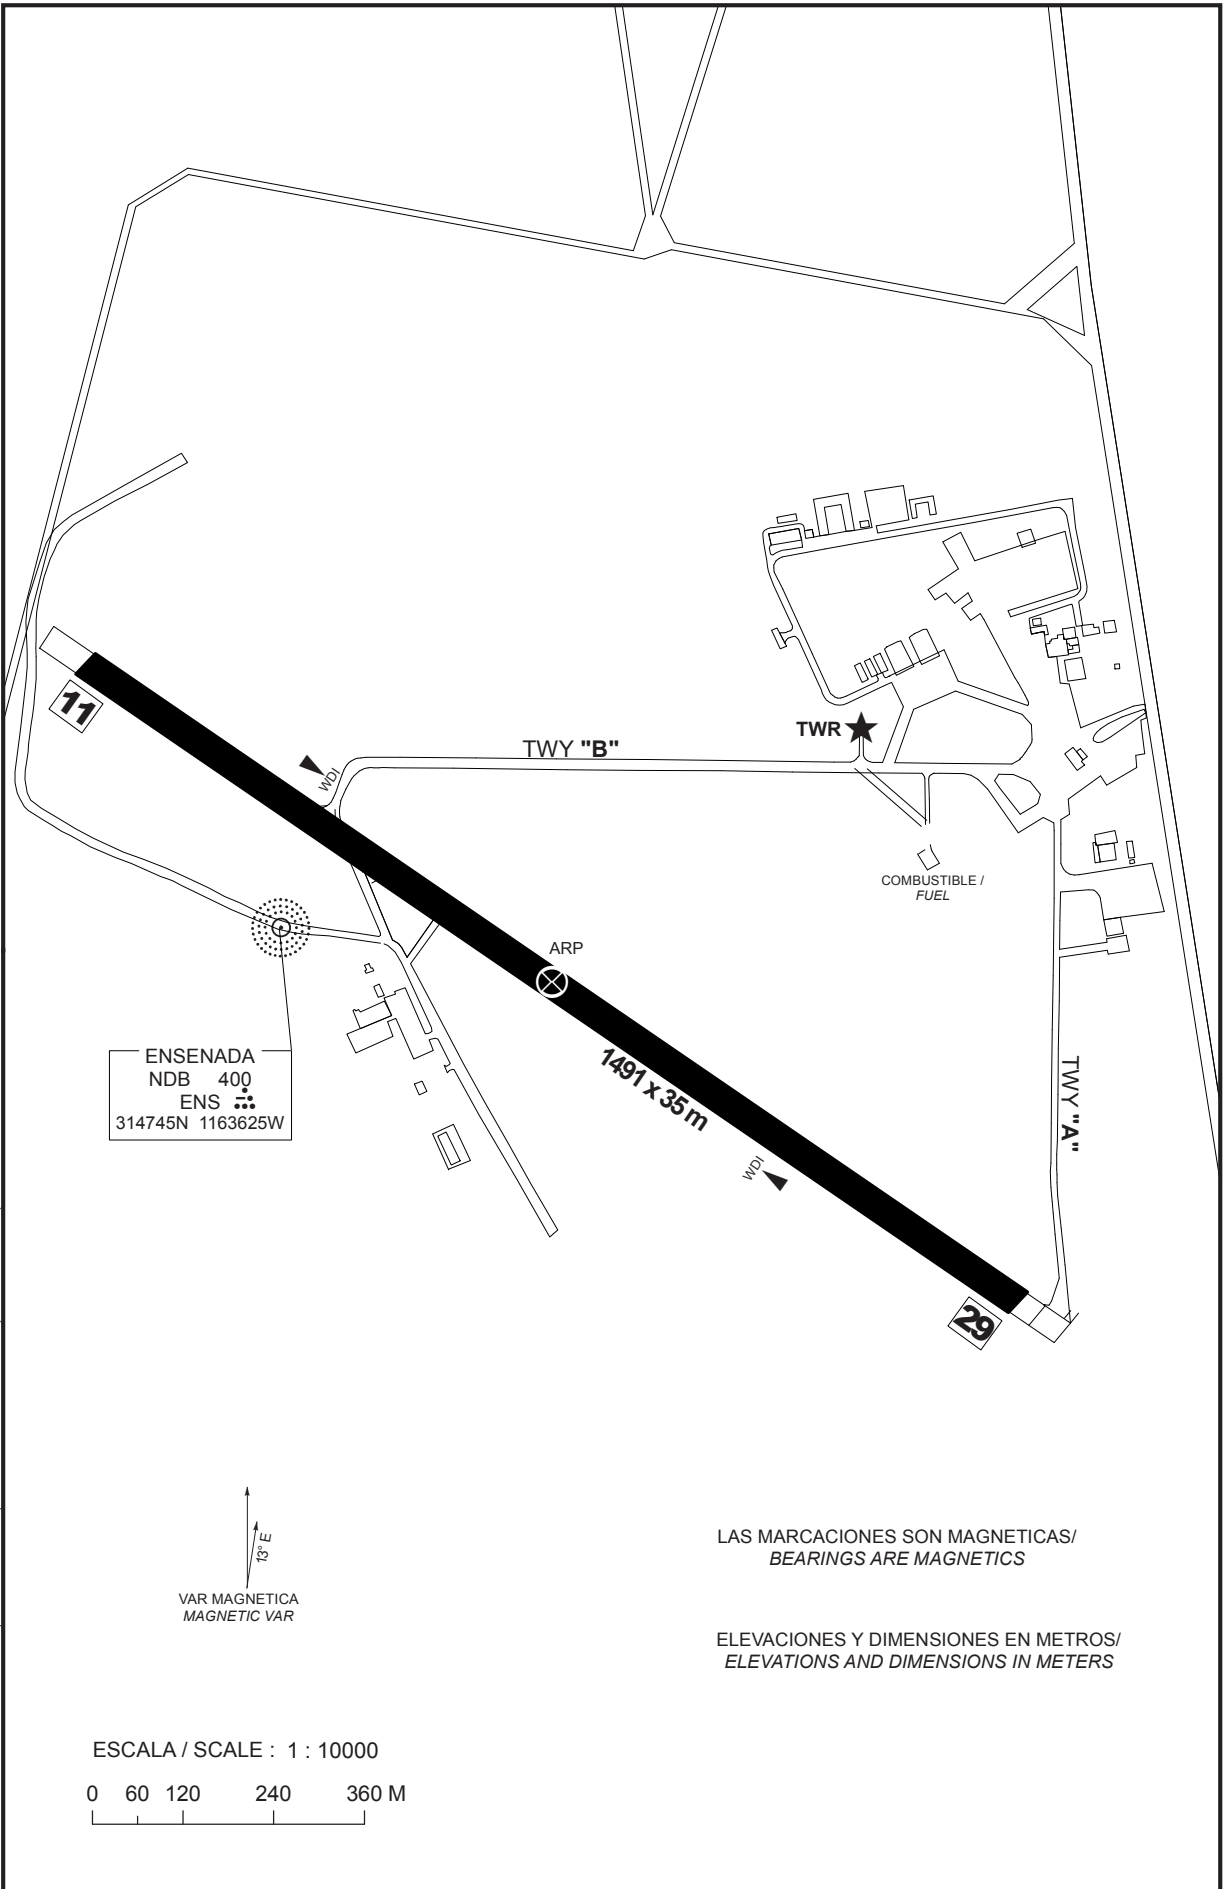 11
WDI
TWY "B"
TWR
COMBUSTIBLE /
FUEL
ARP
ENSENADA
NDB 400
ENS
314745N 1163625W
1491 x 35 m
TWY "A"
WDI
29
13° E
VAR MAGNETICA
MAGNETIC VAR
LAS MARCACIONES SON MAGNETICAS/
BEARINGS ARE MAGNETICS
ELEVACIONES Y DIMENSIONES EN METROS/
ELEVATIONS AND DIMENSIONS IN METERS
ESCALA / SCALE : 1 : 10000
0 60 120 240 360 M